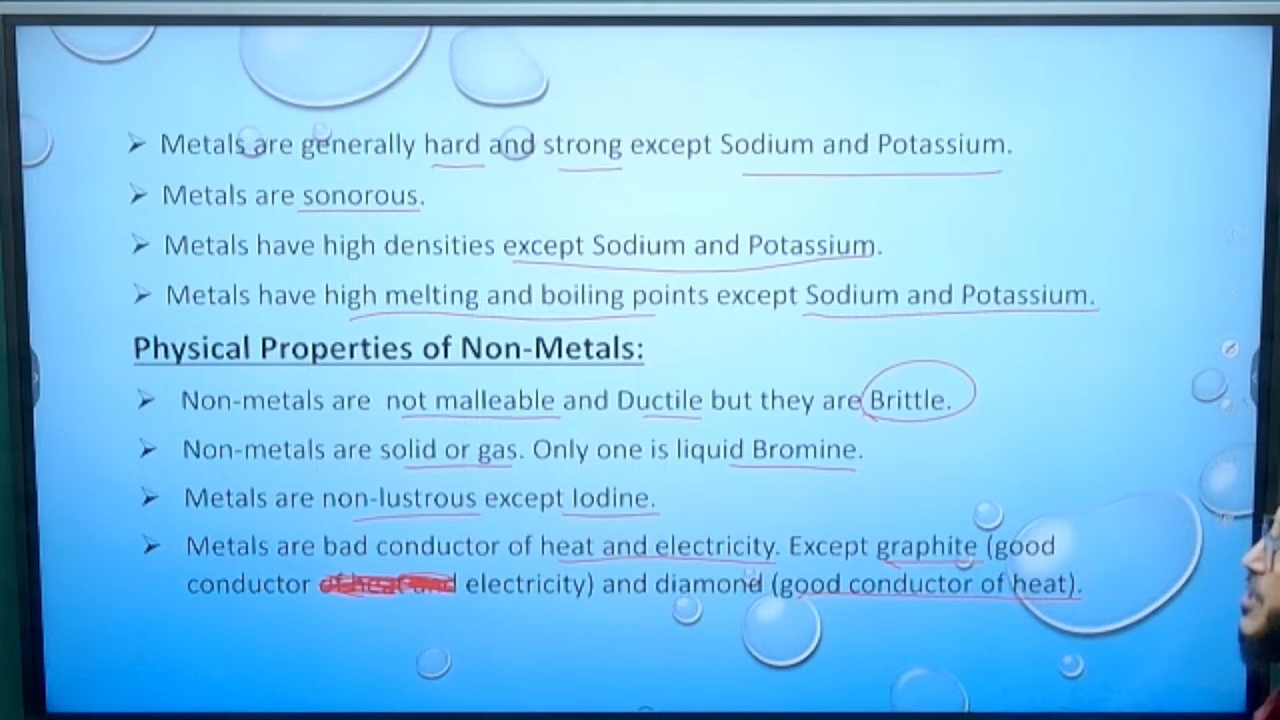 ➢ Metals are generally hard and strong except Sodium and Potassium.
➢ Metals are sonorous.
➢ Metals have high densities except Sodium and Potassium.
➢ Metals have high melting and boiling points except Sodium and Potassium.
Physical Properties of Non-Metals:
➢ Non-metals are not malleable and Ductile but they are Brittle.
➢ Non-metals are solid or gas. Only one is liquid Bromine.
➢ Metals are non-lustrous except Iodine.
➢ Metals are bad conductor of heat and electricity. Except graphite (good
conductor of heat and electricity) and diamond (good conductor of heat).